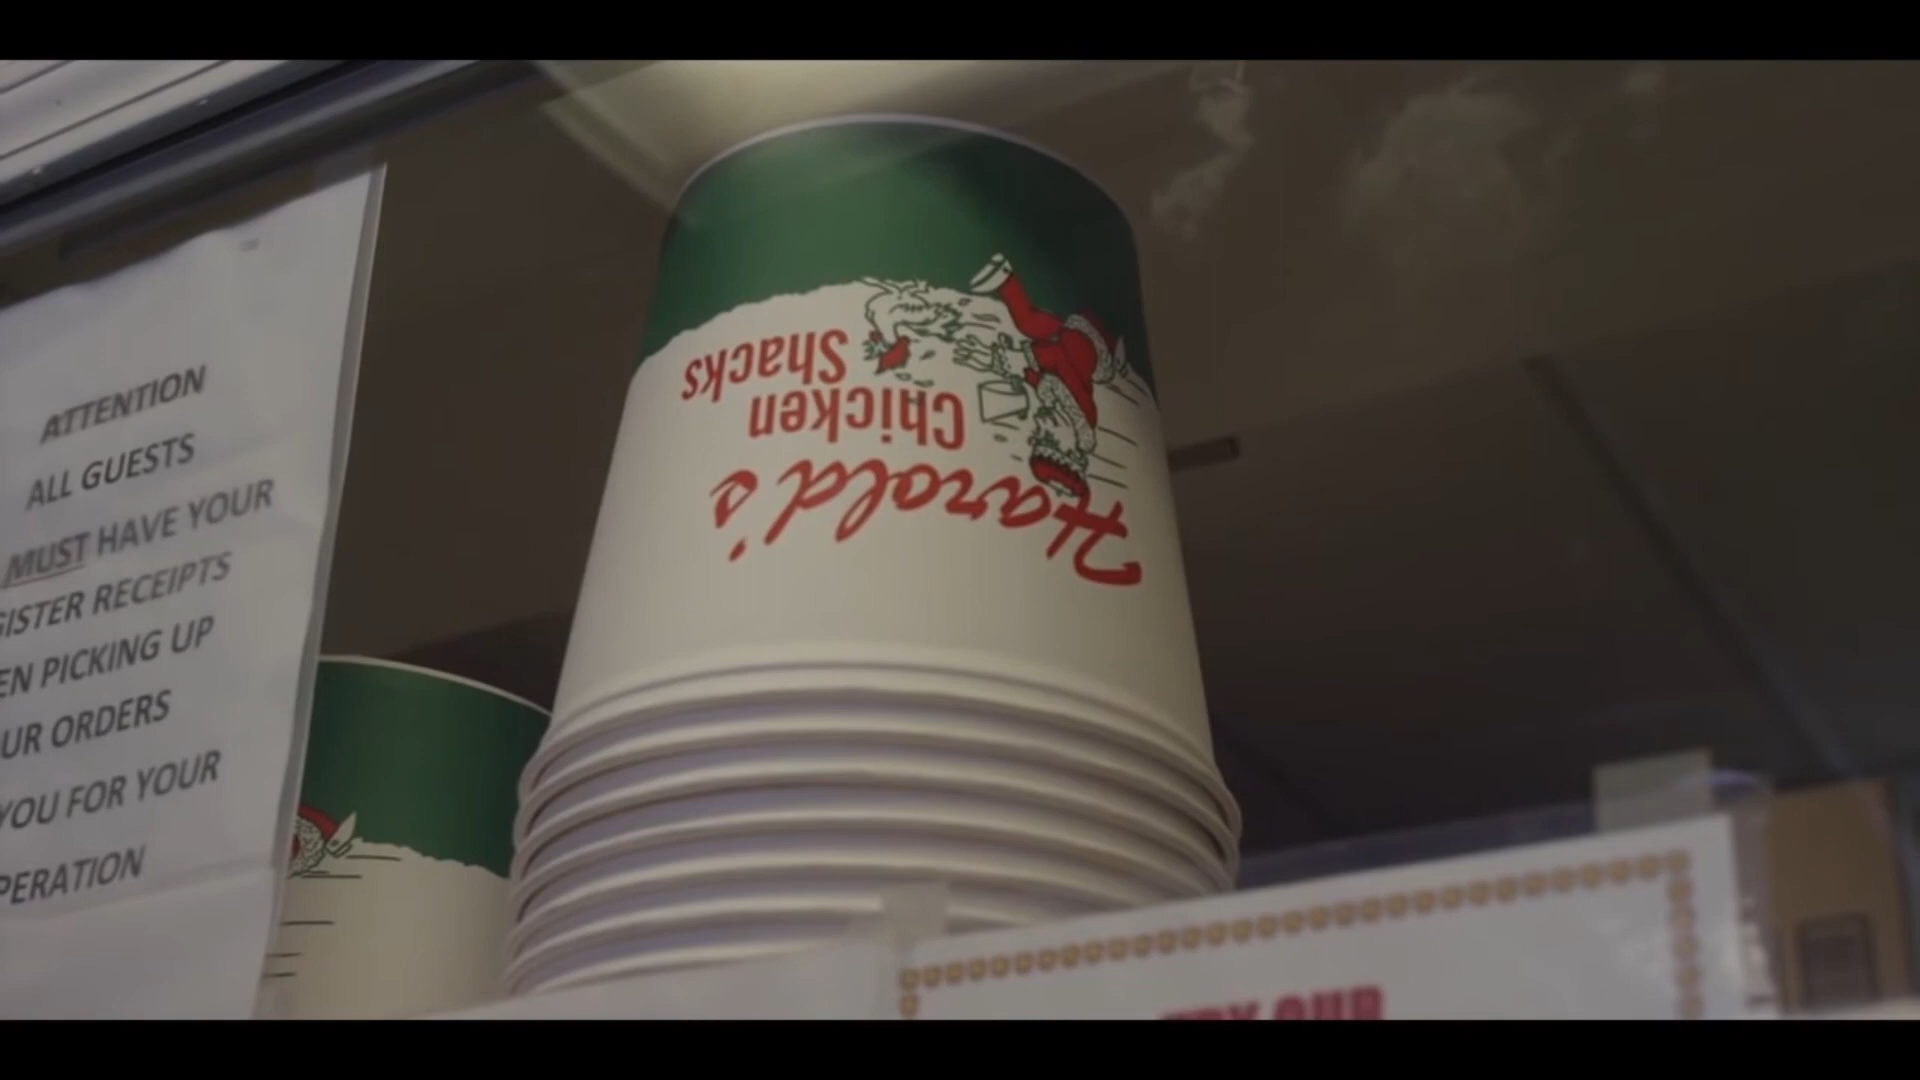 ATTENTION
ALL GUESTS
MUST HAVE YOUR
GISTER RECEIPTS
EN PICKING UP
UR ORDERS
YOU FOR YOUR
PERATION
Harold's
Chicken
Shacks
OUR